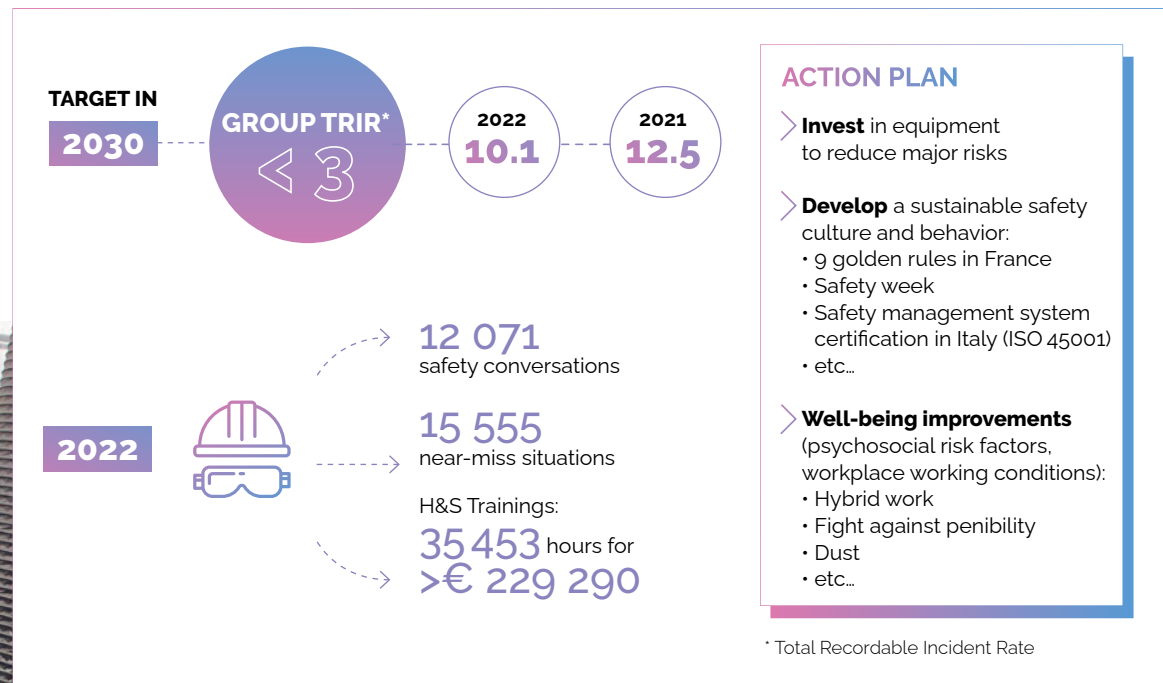 TARGET IN
2030
GROUP TRIR*
< 3
2022
10.1
2021
12.5
2022
12 071
safety conversations
15 555
near-miss situations
H&S Trainings:
35 453 hours for
>€ 229 290
ACTION PLAN
Invest in equipment
to reduce major risks
Develop a sustainable safety
culture and behavior:
• 9 golden rules in France
• Safety week
• Safety management system
certification in Italy (ISO 45001)
• etc…
Well-being improvements
(psychosocial risk factors,
workplace working conditions):
• Hybrid work
• Fight against penibility
• Dust
• etc…
* Total Recordable Incident Rate